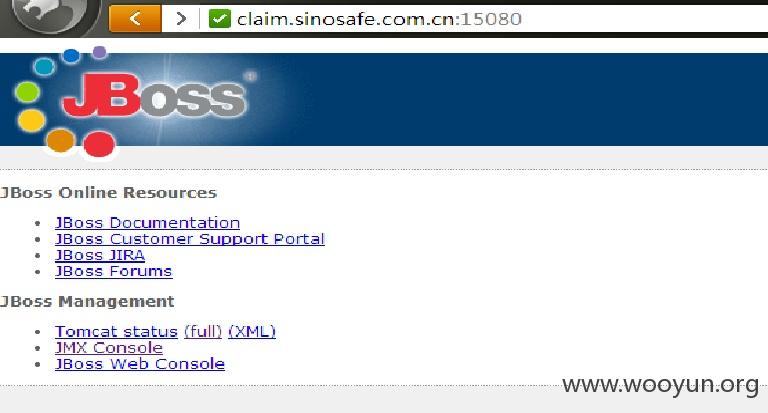 claim.sinosafe.com.cn:15080
JBoss®
JBoss Online Resources
JBoss Documentation
JBoss Customer Support Portal
JBoss JIRA
JBoss Forums
JBoss Management
Tomcat status (full) (XML)
JMX Console
JBoss Web Console
www.wooyun.org